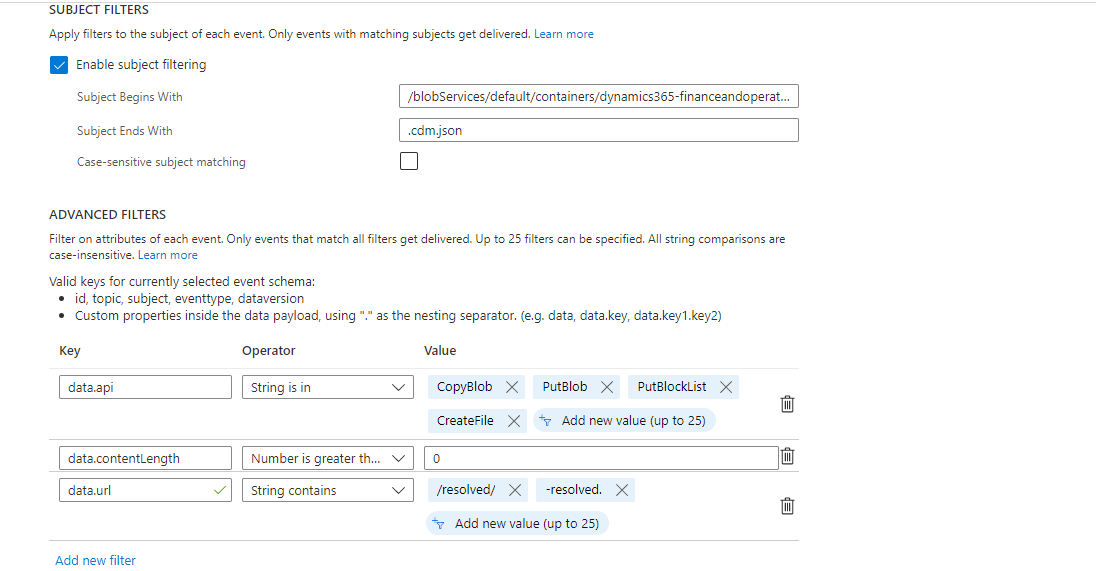 SUBJECT FILTERS
Apply filters to the subject of each event. Only events with matching subjects get delivered. Learn more
Enable subject filtering
Subject Begins With
/blobServices/default/containers/dynamics365-financeandoperat...
Subject Ends With
.cdm.json
Case-sensitive subject matching
ADVANCED FILTERS
Filter on attributes of each event. Only events that match all filters get delivered. Up to 25 filters can be specified. All string comparisons are
case-insensitive. Learn more
Valid keys for currently selected event schema:
• id, topic, subject, eventtype, dataversion
• Custom properties inside the data payload, using "." as the nesting separator. (e.g. data, data.key, data.key1.key2)
Key Operator Value
data.api String is in CopyBlob PutBlob PutBlockList
CreateFile Add new value (up to 25)
data.contentLength Number is greater th... 0
data.url String contains /resolved/ -resolved.
Add new value (up to 25)
Add new filter